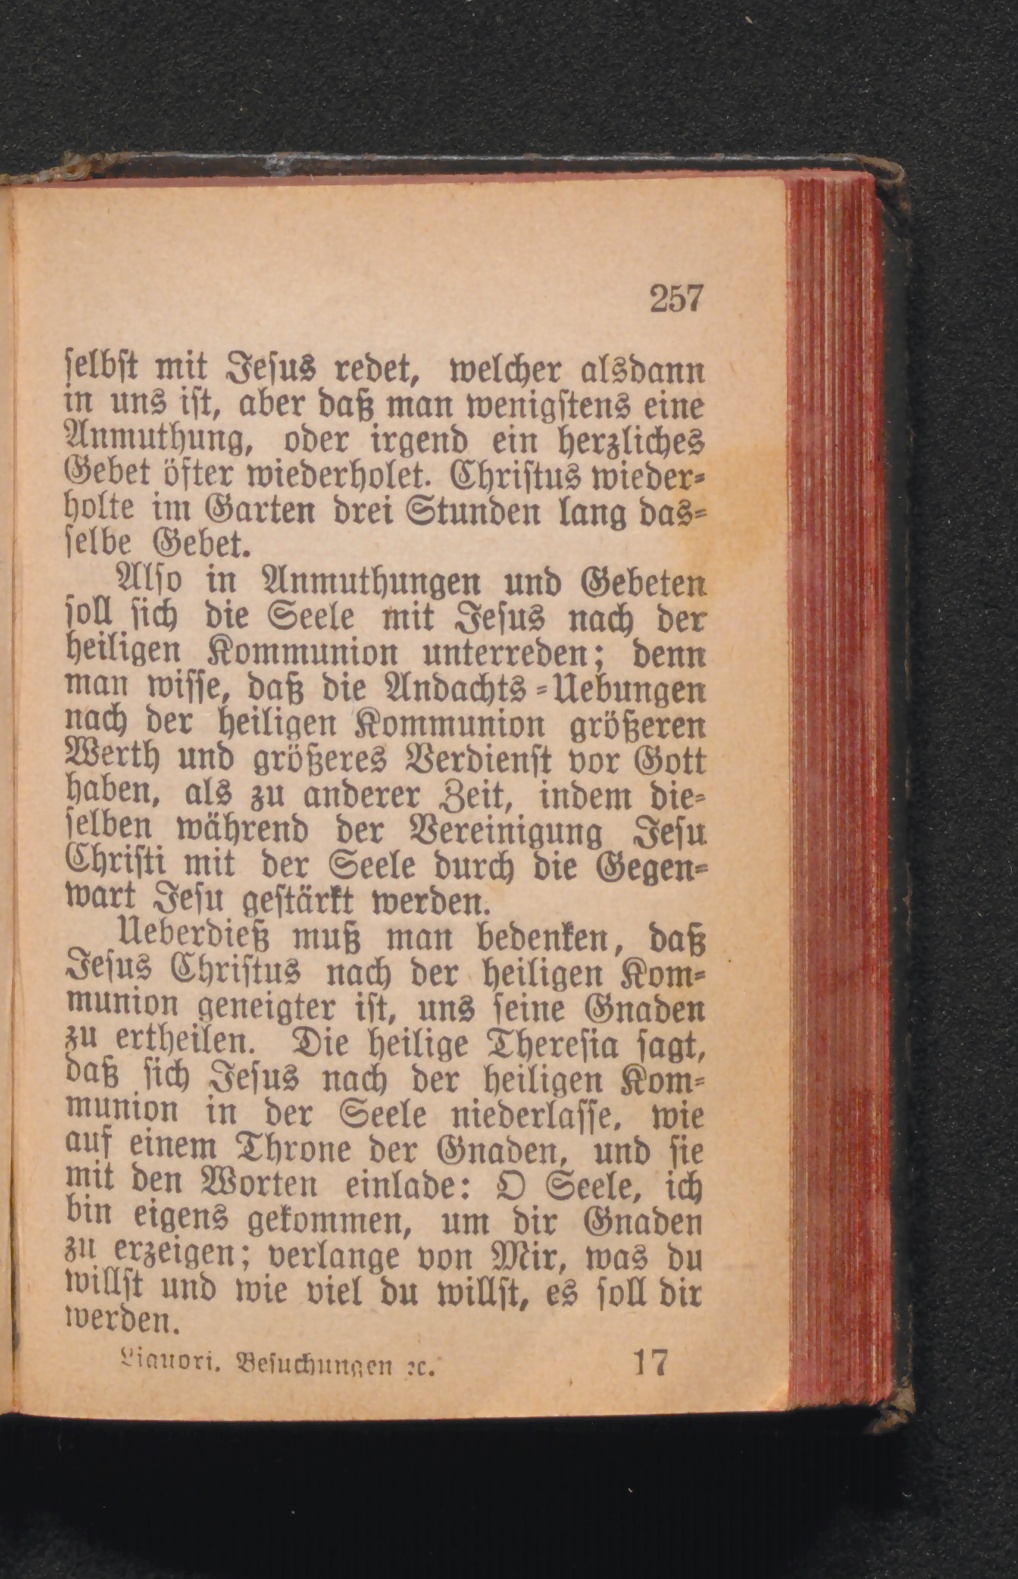 257
selbst mit Jesus redet, welcher alsdann
in uns ist, aber daß man wenigstens eine
Anmuthung, oder irgend ein herzliches
Gebet öfter wiederholet. Christus wieder-
holte im Garten drei Stunden lang das-
selbe Gebet.
Also in Anmuthungen und Gebeten
soll sich die Seele mit Jesus nach der
heiligen Kommunion unterreden; denn
man wisse, daß die Andachts-Uebungen
nach der heiligen Kommunion größeren
Werth und größeres Verdienst vor Gott
haben, als zu anderer Zeit, indem die-
selben während der Vereinigung Jesu
Christi mit der Seele durch die Gegen-
wart Jesu gestärkt werden.
Ueberdieß muß man bedenken, daß
Jesus Christus nach der heiligen Kom-
munion geneigter ist, uns seine Gnaden
zu ertheilen. Die heilige Theresia sagt,
daß sich Jesus nach der heiligen Kom-
munion in der Seele niederlasse, wie
auf einem Throne der Gnaden, und sie
mit den Worten einlade: O Seele, ich
bin eigens gekommen, um dir Gnaden
zu erzeigen; verlange von Mir, was du
willst und wie viel du willst, es soll dir
werden.
Liguori, Besuchungen ꝛc. 17